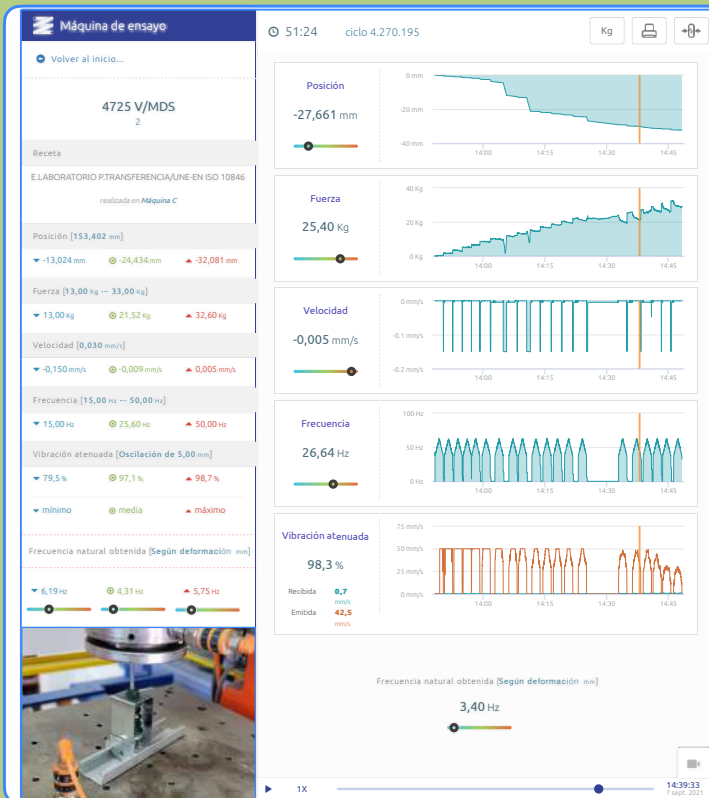 Máquina de ensayo
Volver al inicio...
4725 V/MDS
2
Receta
E.LABORATORIO P.TRANSFERENCIA/UNE-EN ISO 10846
realizada en Máquina C
Posición [153,402 mm]
-13,024 mm -24,434 mm -32,081 mm
Fuerza [13,00 Kg --- 33,00 Kg]
13,00 Kg 21,52 Kg 32,60 Kg
Velocidad [0,030 mm/s]
-0,150 mm/s -0,009 mm/s 0,005 mm/s
Frecuencia [15,00 Hz --- 50,00 Hz]
15,00 Hz 25,60 Hz 50,00 Hz
Vibración atenuada [Oscilación de 5,00 mm]
79,5 % 97,1 % 98,7 %
mínimo media máximo
Frecuencia natural obtenida [Según deformación mm]
6,19 Hz 4,31 Hz 5,75 Hz
51:24 ciclo 4.270.195
Kg
Posición
-27,661 mm
0 mm
-20 mm
-40 mm
14:00 14:15 14:30 14:45
Fuerza
25,40 Kg
40 Kg
20 Kg
0 Kg
14:00 14:15 14:30 14:45
Velocidad
-0,005 mm/s
0 mm/s
-0.1 mm/s
-0.2 mm/s
14:00 14:15 14:30 14:45
Frecuencia
26,64 Hz
100 Hz
50 Hz
0 Hz
14:00 14:15 14:30 14:45
Vibración atenuada
98,3 %
Recibida 0,7
mm/s
Emitida 42,5
mm/s
75 mm/s
50 mm/s
25 mm/s
0 mm/s
14:00 14:15 14:30 14:45
Frecuencia natural obtenida [Según deformación mm]
3,40 Hz
1X
14:39:33
7 sept. 2021